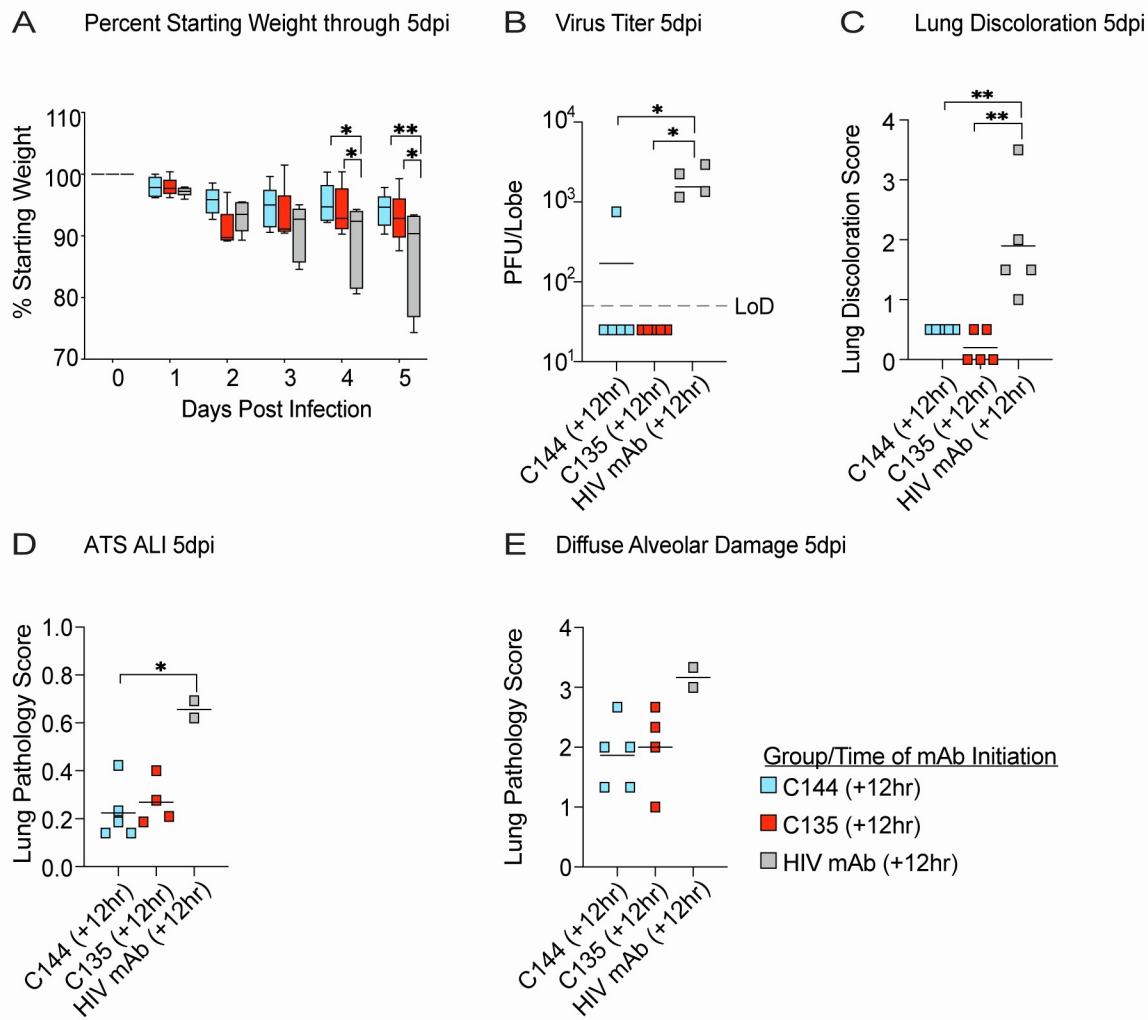 A Percent Starting Weight through 5dpi
B Virus Titer 5dpi
C Lung Discoloration 5dpi
% Starting Weight
110
100
90
80
70
* ** * *
0 1 2 3 4 5
Days Post Infection
PFU/Lobe
10⁴
10³
10²
10¹
* *
LoD
C144 (+12hr)
C135 (+12hr)
HIV mAb (+12hr)
Lung Discoloration Score
4
3
2
1
0
** **
C144 (+12hr)
C135 (+12hr)
HIV mAb (+12hr)
D ATS ALI 5dpi
E Diffuse Alveolar Damage 5dpi
Lung Pathology Score
1.0
0.8
0.6
0.4
0.2
0.0
*
C144 (+12hr)
C135 (+12hr)
HIV mAb (+12hr)
Lung Pathology Score
4
3
2
1
0
C144 (+12hr)
C135 (+12hr)
HIV mAb (+12hr)
Group/Time of mAb Initiation
C144 (+12hr)
C135 (+12hr)
HIV mAb (+12hr)